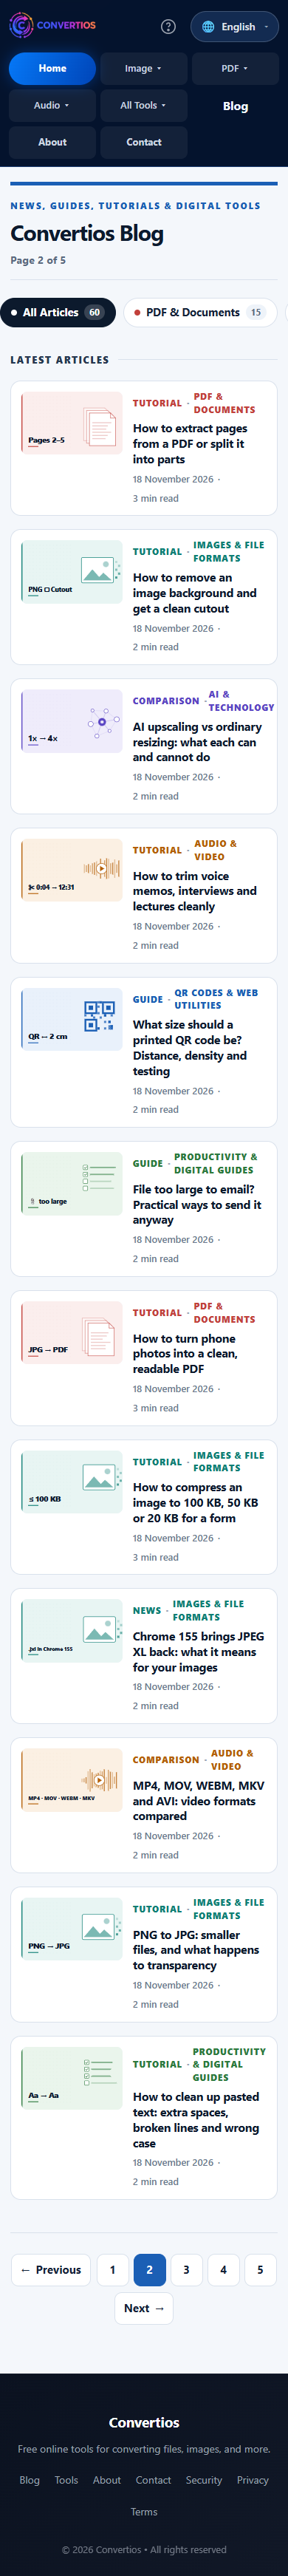 CONVERTIOS
English
Home
Image
PDF
Audio
All Tools
Blog
About
Contact
NEWS, GUIDES, TUTORIALS & DIGITAL TOOLS
Convertios Blog
Page 2 of 5
All Articles 60
PDF & Documents 15
LATEST ARTICLES
Pages 2–5
TUTORIAL · PDF &
DOCUMENTS
How to extract pages
from a PDF or split it
into parts
18 November 2026 ·
3 min read
PNG Cutout
TUTORIAL · IMAGES & FILE
FORMATS
How to remove an
image background and
get a clean cutout
18 November 2026 ·
2 min read
1x → 4x
COMPARISON · AI &
TECHNOLOGY
AI upscaling vs ordinary
resizing: what each can
and cannot do
18 November 2026 ·
2 min read
✂ 0:04 → 12:31
TUTORIAL · AUDIO &
VIDEO
How to trim voice
memos, interviews and
lectures cleanly
18 November 2026 ·
2 min read
QR ↔ 2 cm
GUIDE · QR CODES & WEB
UTILITIES
What size should a
printed QR code be?
Distance, density and
testing
18 November 2026 ·
2 min read
too large
GUIDE · PRODUCTIVITY &
DIGITAL GUIDES
File too large to email?
Practical ways to send it
anyway
18 November 2026 ·
2 min read
JPG → PDF
TUTORIAL · PDF &
DOCUMENTS
How to turn phone
photos into a clean,
readable PDF
18 November 2026 ·
3 min read
≤ 100 KB
TUTORIAL · IMAGES & FILE
FORMATS
How to compress an
image to 100 KB, 50 KB
or 20 KB for a form
18 November 2026 ·
3 min read
.jxl in Chrome 155
NEWS · IMAGES & FILE
FORMATS
Chrome 155 brings JPEG
XL back: what it means
for your images
18 November 2026 ·
2 min read
MP4 · MOV · WEBM · MKV
COMPARISON · AUDIO &
VIDEO
MP4, MOV, WEBM, MKV
and AVI: video formats
compared
18 November 2026 ·
2 min read
PNG → JPG
TUTORIAL · IMAGES & FILE
FORMATS
PNG to JPG: smaller
files, and what happens
to transparency
18 November 2026 ·
2 min read
Aa → Aa
TUTORIAL · PRODUCTIVITY
& DIGITAL
GUIDES
How to clean up pasted
text: extra spaces,
broken lines and wrong
case
18 November 2026 ·
2 min read
← Previous 1 2 3 4 5
Next →
Convertios
Free online tools for converting files, images, and more.
Blog Tools About Contact Security Privacy
Terms
© 2026 Convertios • All rights reserved